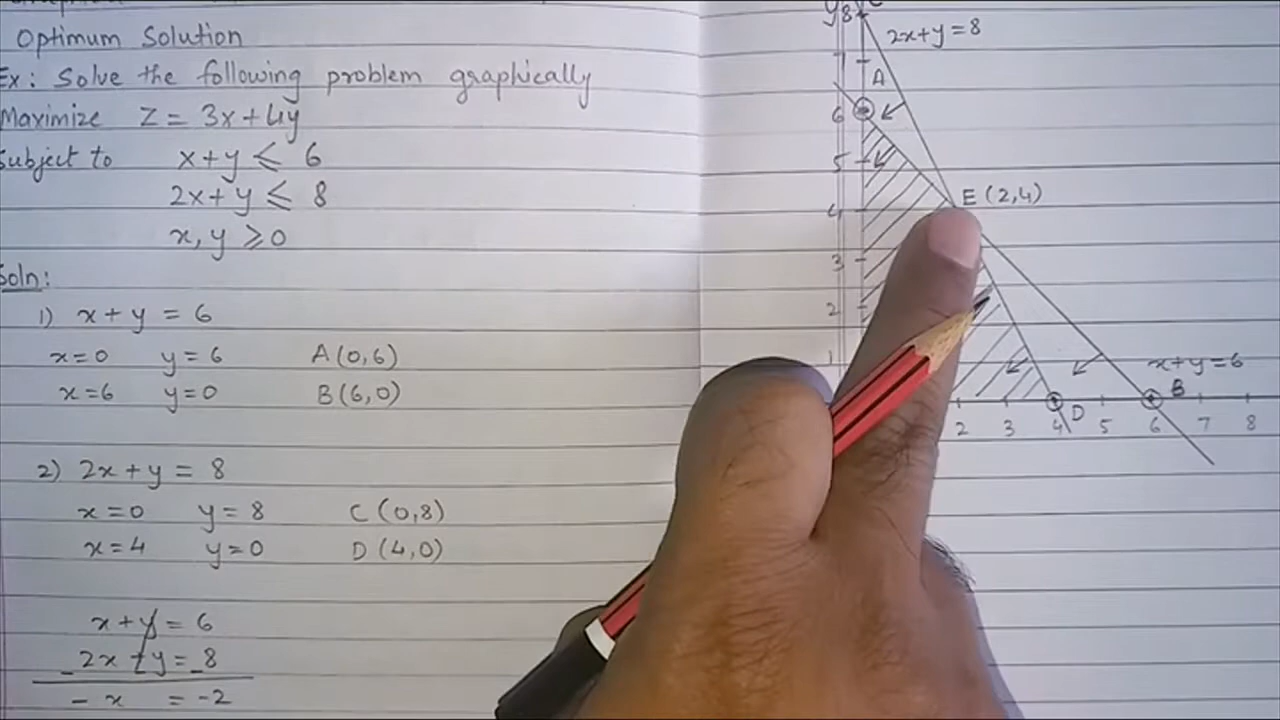 Optimum Solution
Ex: Solve the following problem graphically
Maximize Z = 3x+4y
Subject to x+y ⩽ 6
2x+y ⩽ 8
x, y ⩾ 0
Soln:
1) x+y = 6
x=0 y=6 A(0,6)
x=6 y=0 B(6,0)
2) 2x+y = 8
x=0 y=8 C(0,8)
x=4 y=0 D(4,0)
x+y = 6
-2x+y = -8
-x = -2
y 8
2x+y=8
A
6
5
E(2,4)
4
3
2
1
x+y=6
B
D
2 3 4 5 6 7 8